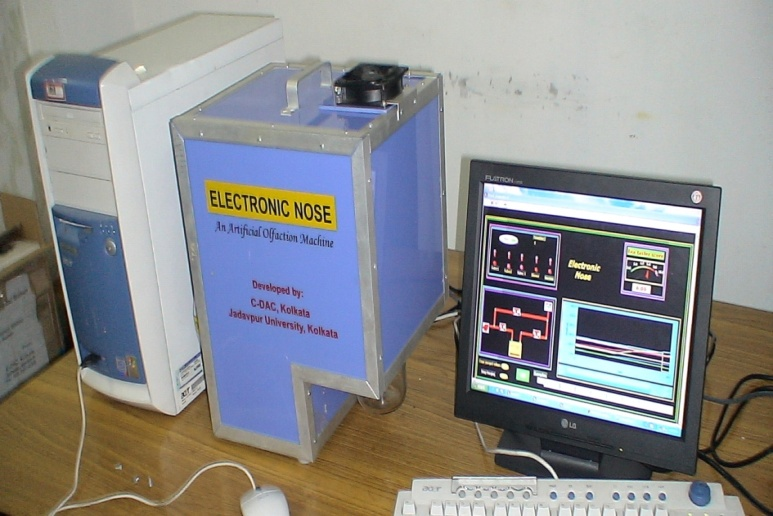 ELECTRONIC NOSE
An Artificial Olfaction Machine
Developed by:
C-DAC, Kolkata
Jadavpur University, Kolkata
FLATRON
Electronic
Nose
LG
acer